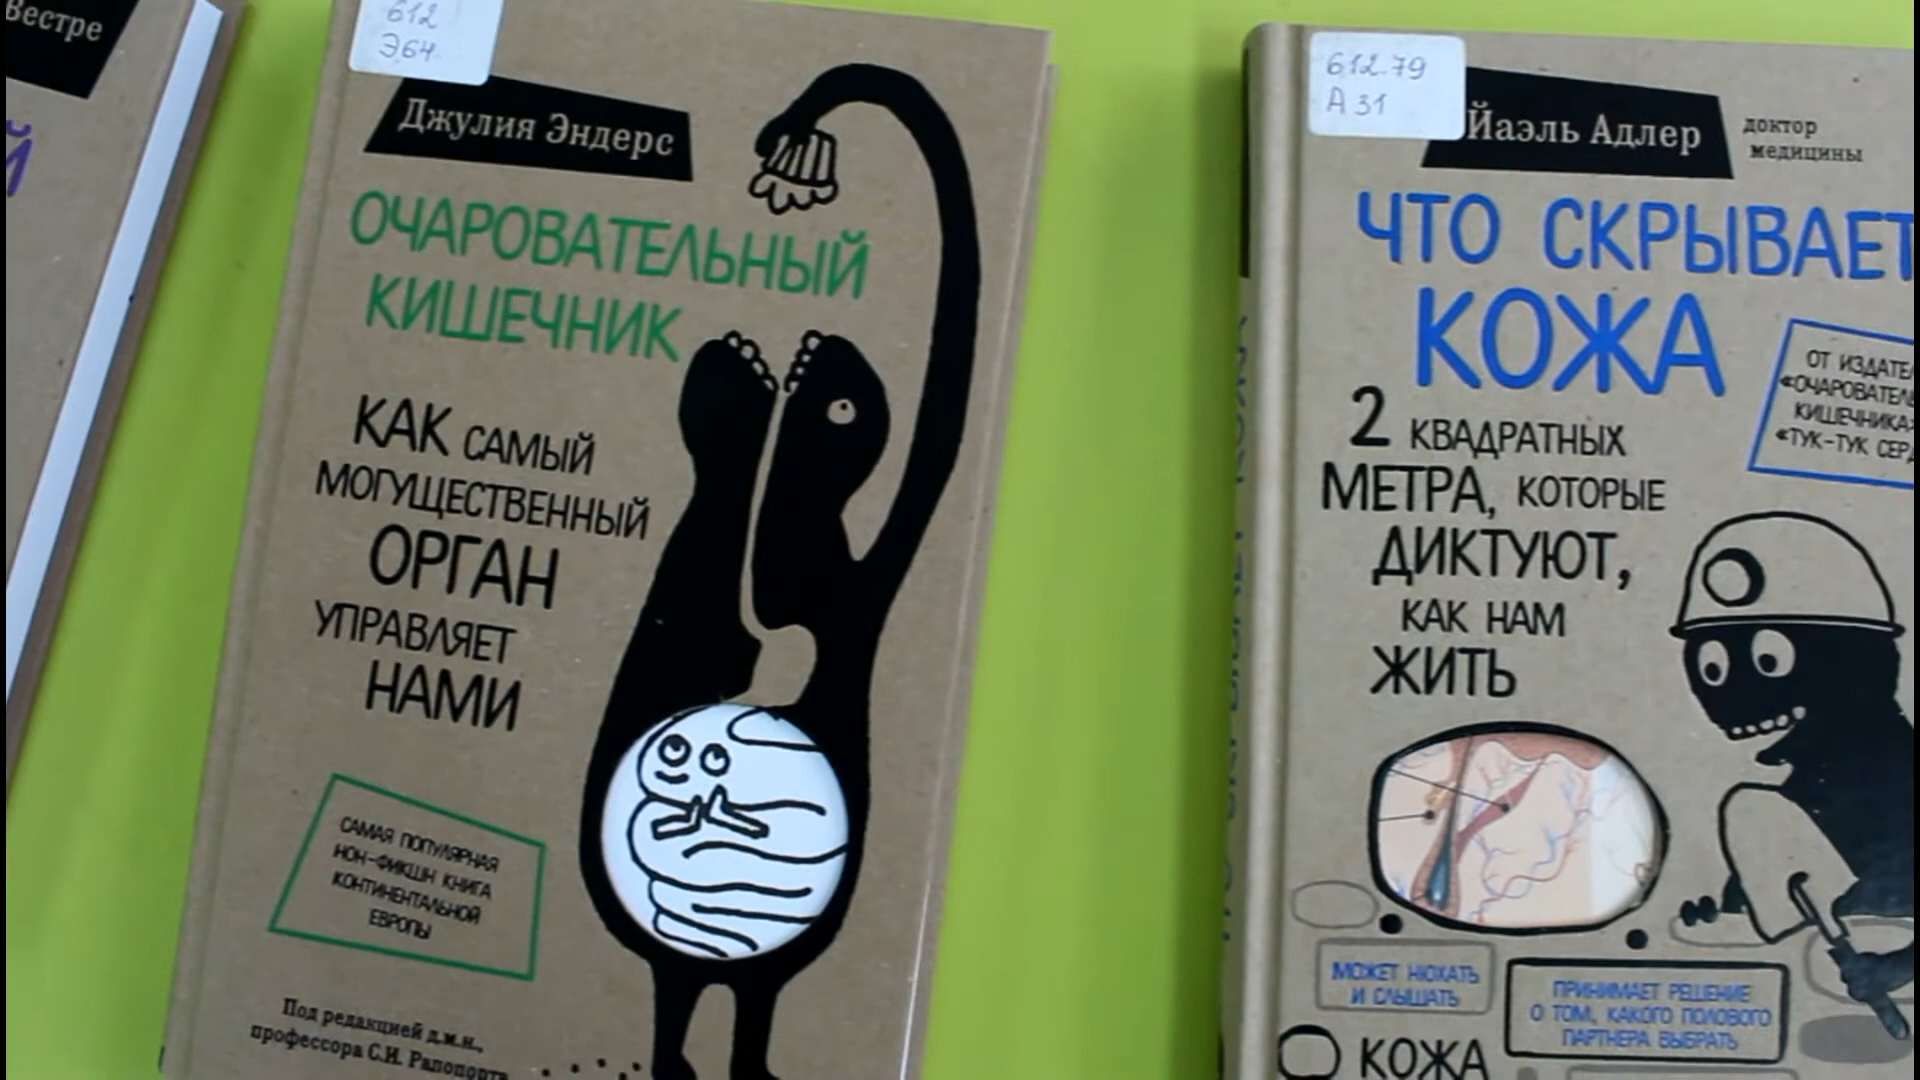 Вестре
Й
612
Э64
Джулия Эндерс
ОЧАРОВАТЕЛЬНЫЙ
КИШЕЧНИК
КАК САМЫЙ
МОГУЩЕСТВЕННЫЙ
ОРГАН
УПРАВЛЯЕТ
НАМИ
САМАЯ ПОПУЛЯРНАЯ
НОН-ФИКШН КНИГА
КОНТИНЕНТАЛЬНОЙ
ЕВРОПЫ
Под редакцией д.м.н.,
профессора С.И. Рапопорта
612.79
А 31
Йаэль Адлер
доктор
медицины
ЧТО СКРЫВАЕТ
КОЖА
2 КВАДРАТНЫХ
МЕТРА, КОТОРЫЕ
ДИКТУЮТ,
КАК НАМ
ЖИТЬ
ОТ ИЗДАТЕ
«ОЧАРОВАТЕЛЬ
КИШЕЧНИКА»
«ТУК-ТУК СЕРД
МОЖЕТ НЮХАТЬ
И СЛЫШАТЬ
ПРИНИМАЕТ РЕШЕНИЕ
О ТОМ, КАКОГО ПОЛОВОГО
ПАРТНЕРА ВЫБРАТЬ
КОЖА